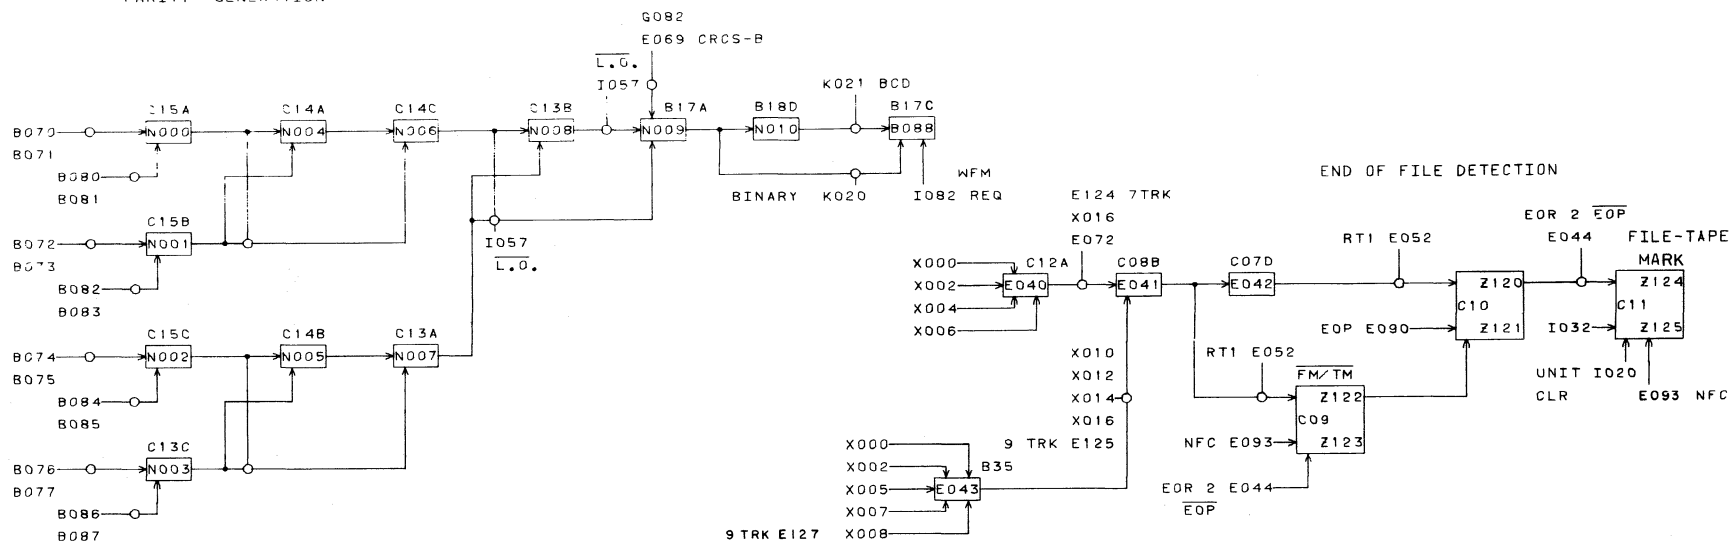 PARITY GENERATION
G082
E069 CRCS-B
L.O.
I057
K021 BCD
C15A
C14A
C14C
C13B
B17A
B18D
B17C
B070
N000
N004
N006
N008
N009
N010
B088
B071
B080
B081
BINARY K020
WFM
I082 REQ
C15B
B072
N001
B073
I057
L.O.
B082
B083
C15C
C14B
C13A
B074
N002
N005
N007
B075
B084
B085
C13C
B076
N003
B077
B086
B087
END OF FILE DETECTION
E124 7TRK
X016
E072
EOR 2 EOP
E044
FILE-TAPE
MARK
RT1 E052
C12A
C08B
C07D
X000
X002
X004
X006
E040
E041
E042
Z120
C10
Z121
Z124
C11
Z125
EOP E090
I032
X010
X012
X014
X016
RT1 E052
FM/TM
Z122
C09
Z123
UNIT I020
CLR
E093 NFC
9 TRK E125
NFC E093
X000
X002
X005
X007
X008
B35
E043
EOR 2 E044
EOP
9 TRK E127